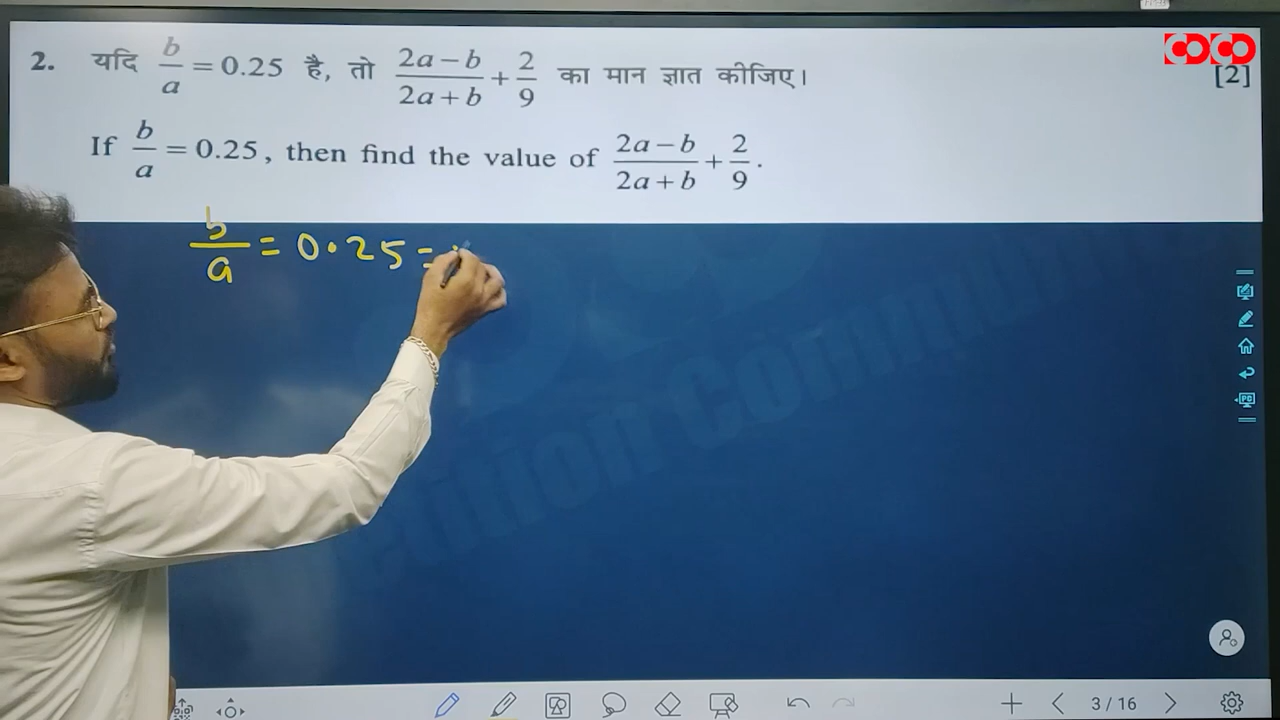 COCO
2. यदि b/a = 0.25 है, तो (2a − b)/(2a + b) + 2/9 का मान ज्ञात कीजिए। [2]
If b/a = 0.25, then find the value of (2a − b)/(2a + b) + 2/9.
b/a = 0.25 =
3 / 16